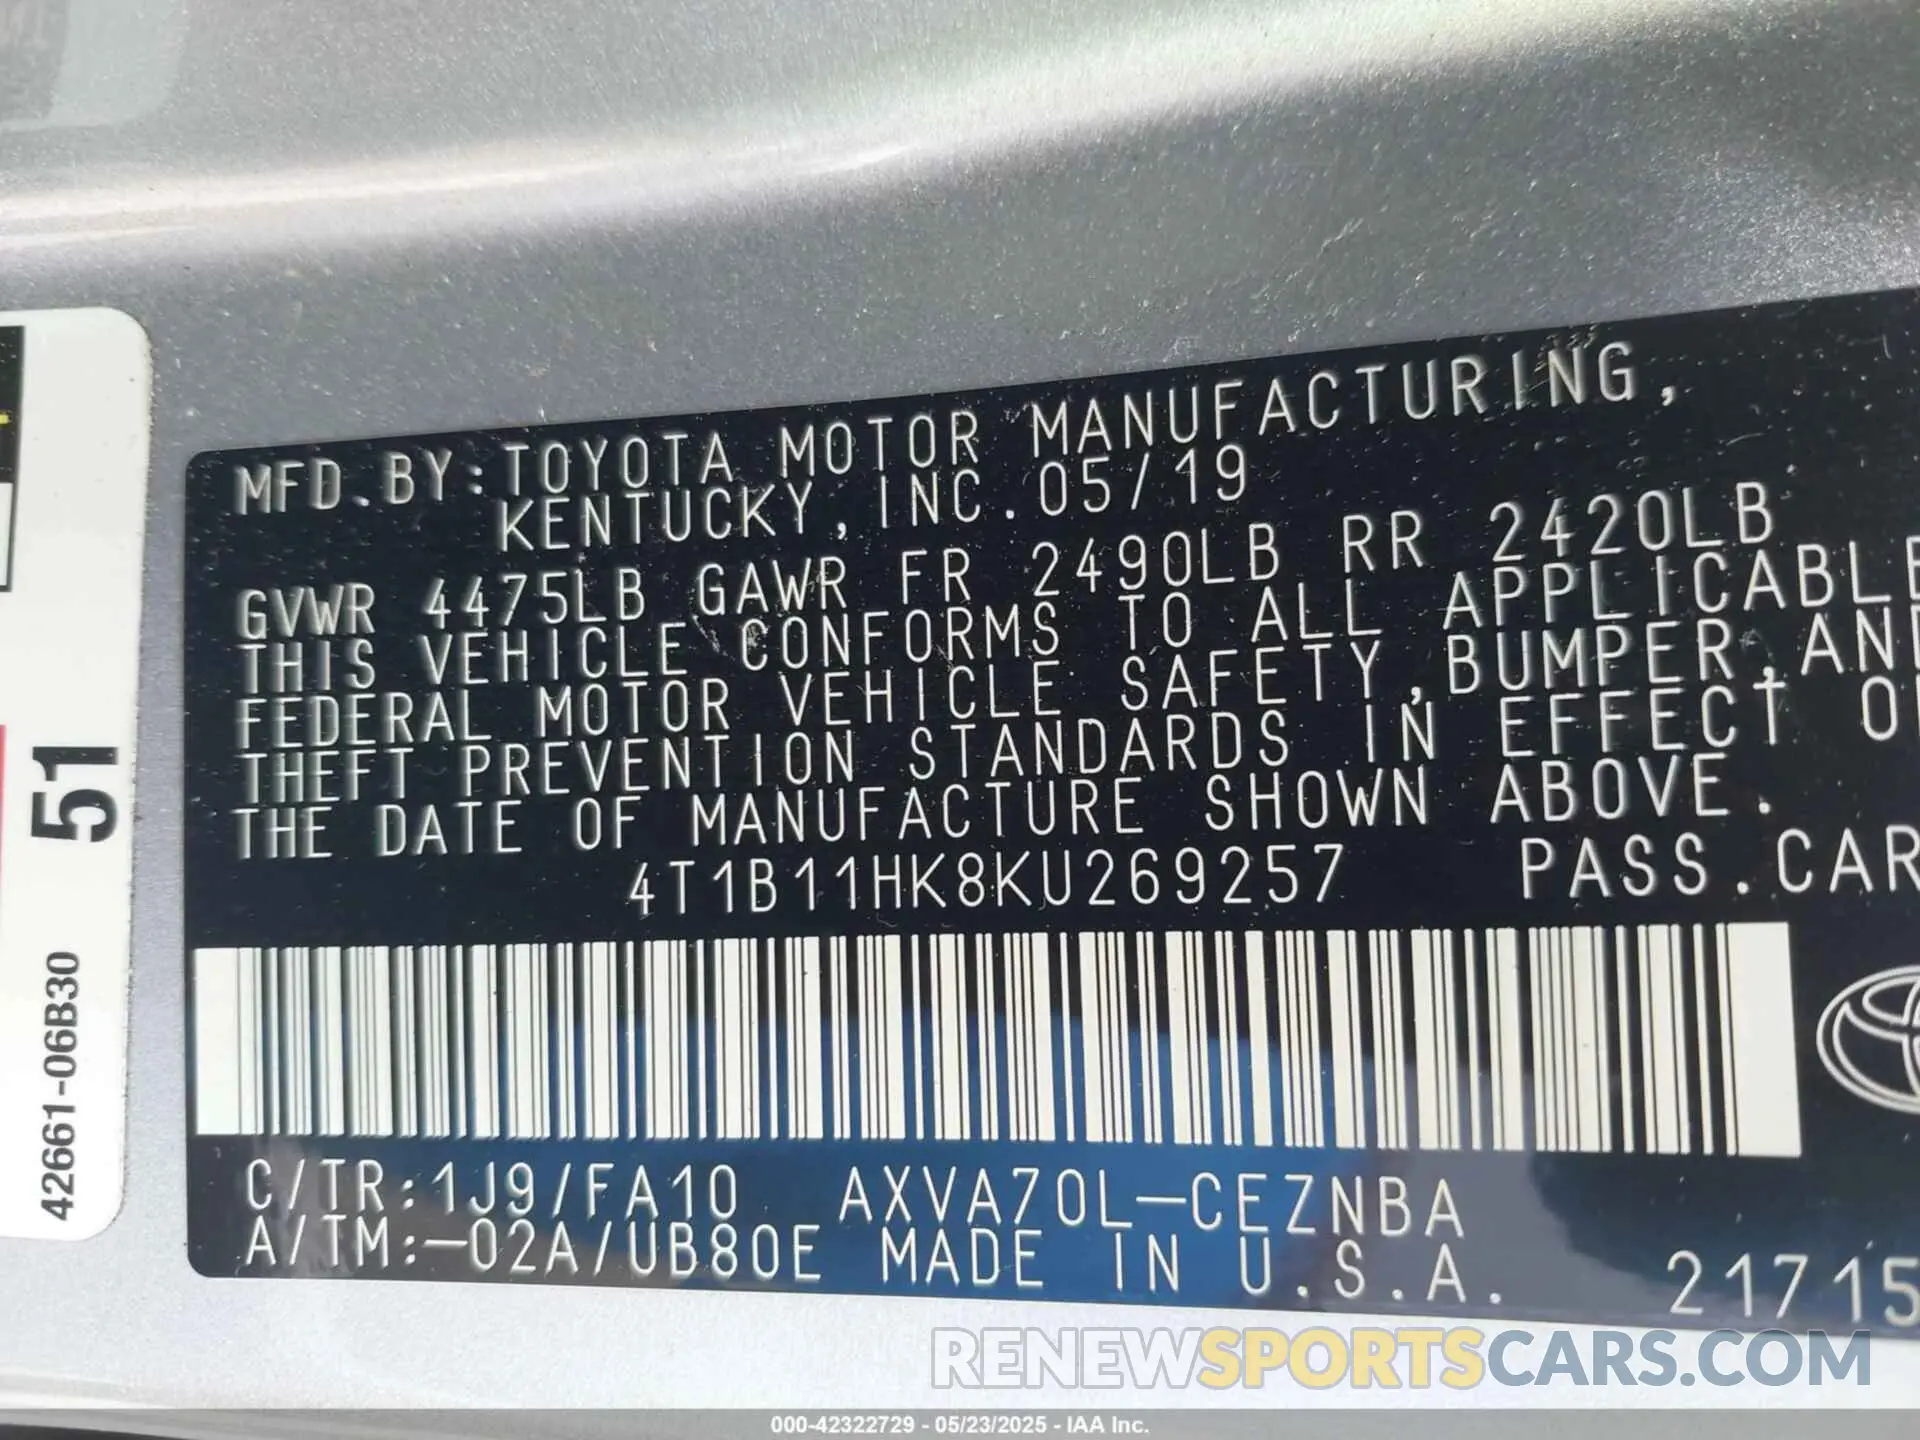 MFD.BY:TOYOTA MOTOR MANUFACTURING,
KENTUCKY,INC.05/19
GVWR 4475LB GAWR FR 2490LB RR 2420LB
THIS VEHICLE CONFORMS TO ALL APPLICABLE
FEDERAL MOTOR VEHICLE SAFETY,BUMPER,AND
THEFT PREVENTION STANDARDS IN EFFECT O
THE DATE OF MANUFACTURE SHOWN ABOVE.
4T1B11HK8KU269257 PASS.CAR
C/TR:1J9/FA10 AXVA70L-CEZNBA
A/TM:-02A/UB80E MADE IN U.S.A.
21715
51
42661-06B30
RENEWSPORTSCARS.COM
000-42322729 - 05/23/2025 - IAA Inc.